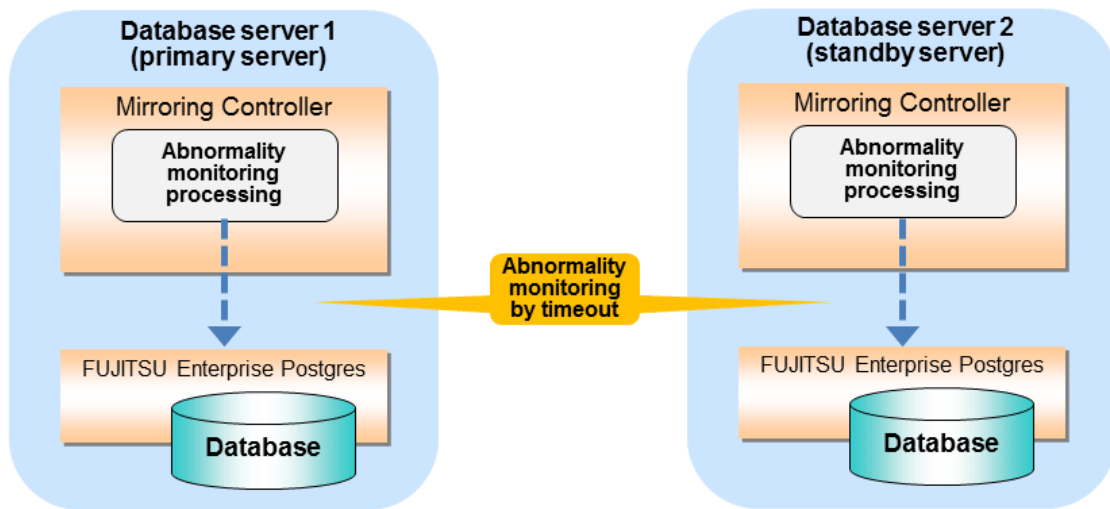 Database server 1
(primary server)
Mirroring Controller
Abnormality
monitoring
processing
FUJITSU Enterprise Postgres
Database
Abnormality
monitoring
by timeout
Database server 2
(standby server)
Mirroring Controller
Abnormality
monitoring
processing
FUJITSU Enterprise Postgres
Database